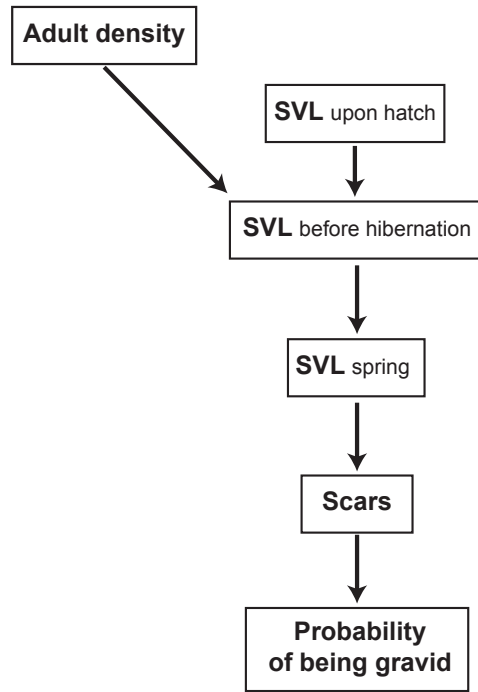 Adult density
SVL upon hatch
SVL before hibernation
SVL spring
Scars
Probability
of being gravid